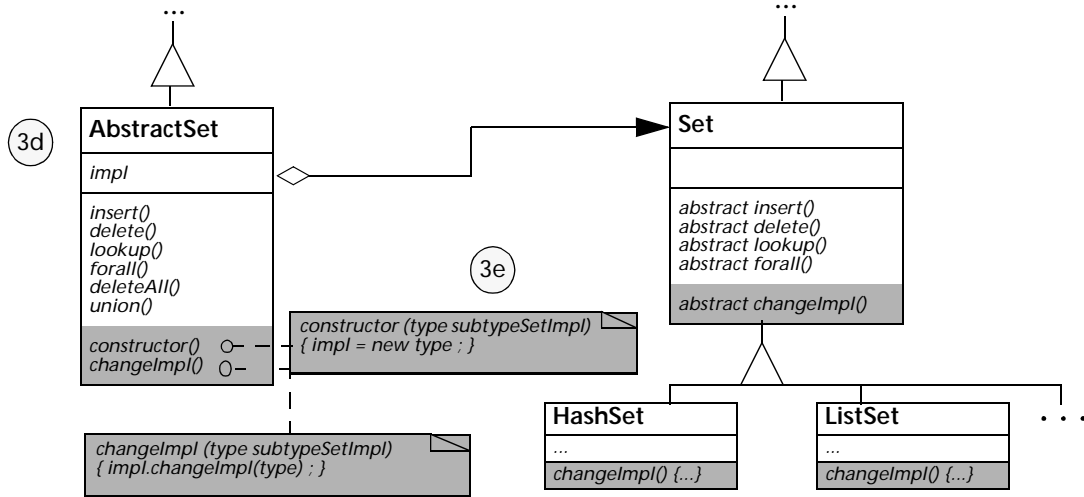 ...
...
3d
AbstractSet
impl
insert()
delete()
lookup()
forall()
deleteAll()
union()
constructor()
changeImpl()
Set
abstract insert()
abstract delete()
abstract lookup()
abstract forall()
abstract changeImpl()
3e
constructor (type subtypeSetImpl)
{ impl = new type ; }
changeImpl (type subtypeSetImpl)
{ impl.changeImpl(type) ; }
HashSet
...
changeImpl() {...}
ListSet
...
changeImpl() {...}
. . .